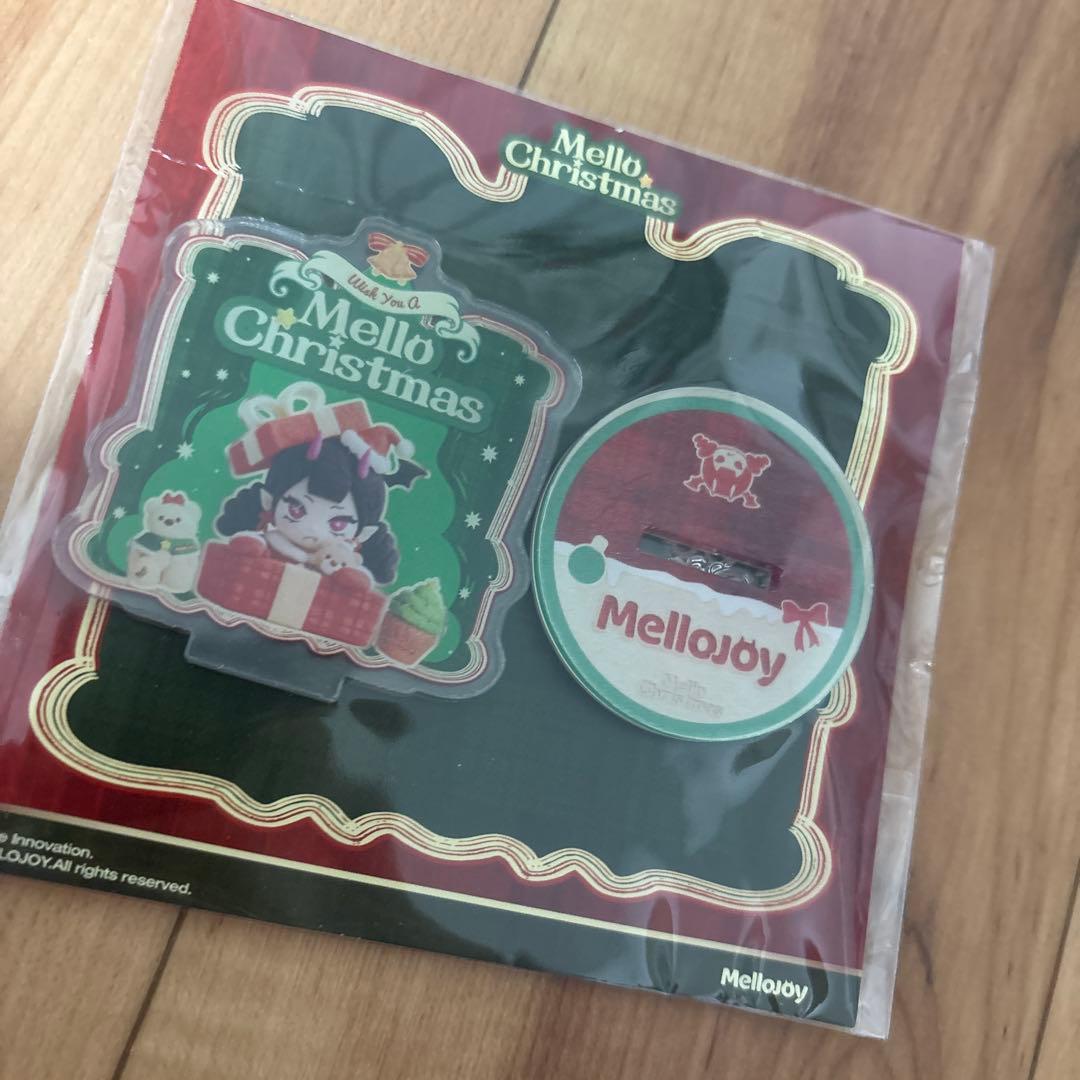 Mello
Christmas
Wish You A
Mello
Christmas
Mellojoy
Mello
Christmas
Innovation.
LOJOY.All rights reserved.
Mellojoy